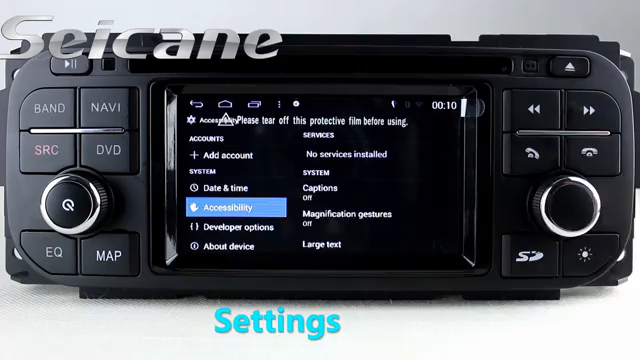 Seicane
BAND
NAVI
SRC
DVD
EQ
MAP
00:10
Accessibility
Please tear off this protective film before using.
ACCOUNTS
+ Add account
SYSTEM
Date & time
Accessibility
{ } Developer options
About device
SERVICES
No services installed
SYSTEM
Captions
Off
Magnification gestures
Off
Large text
SD
Settings